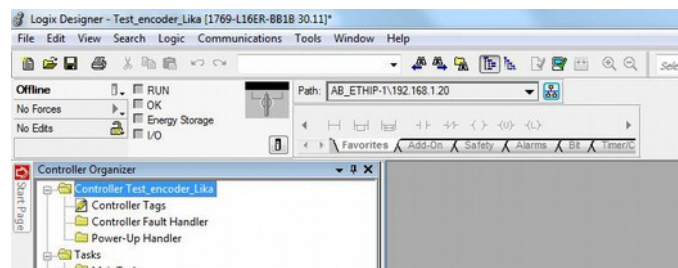 Logix Designer - Test_encoder_Lika [1769-L16ER-BB1B 30.11]*
File Edit View Search Logic Communications Tools Window Help
Sele
Offline
RUN
Path: AB_ETHIP-1\192.168.1.20
No Forces
OK
Energy Storage
No Edits
I/O
Favorites Add-On Safety Alarms Bit Timer/C
Controller Organizer
Start Page
Controller Test_encoder_Lika
Controller Tags
Controller Fault Handler
Power-Up Handler
Tasks